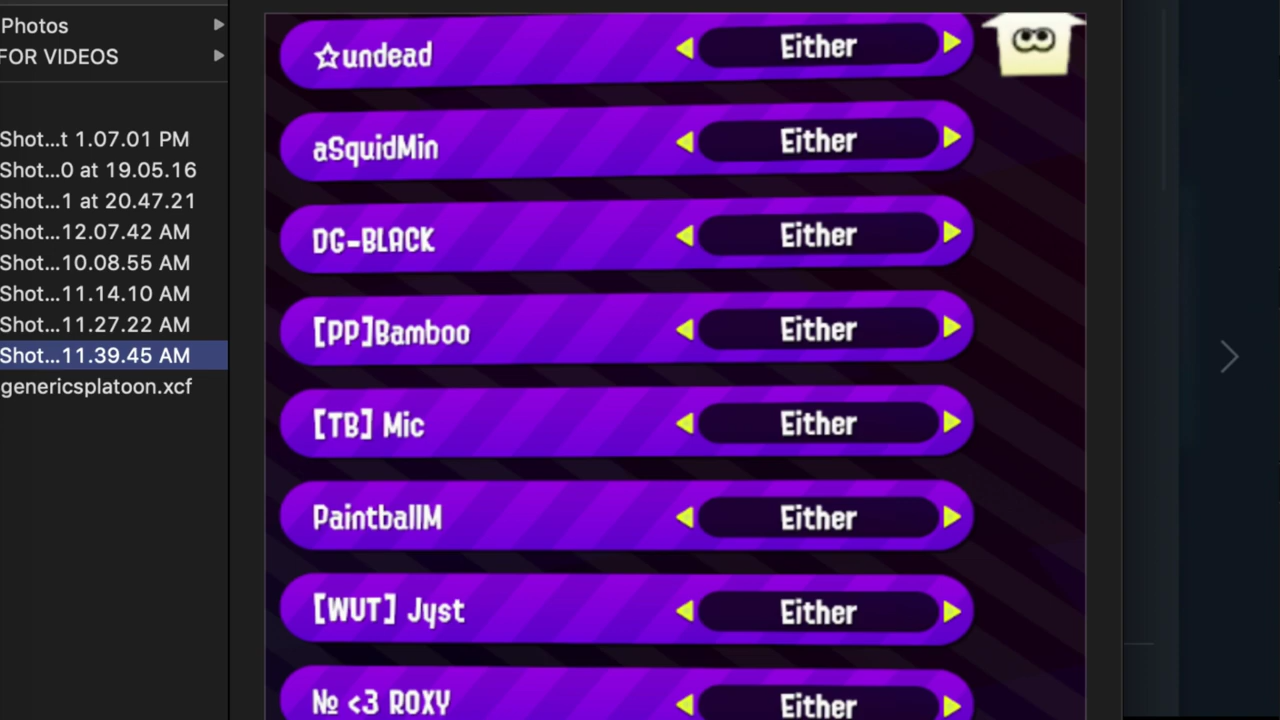 Photos
FOR VIDEOS
Shot...t 1.07.01 PM
Shot...0 at 19.05.16
Shot...1 at 20.47.21
Shot...12.07.42 AM
Shot...10.08.55 AM
Shot...11.14.10 AM
Shot...11.27.22 AM
Shot...11.39.45 AM
genericsplatoon.xcf
☆undead Either
aSquidMin Either
DG-BLACK Either
[PP]Bamboo Either
[TB] Mic Either
PaintballM Either
[WUT] Jyst Either
№ <3 ROXY Either